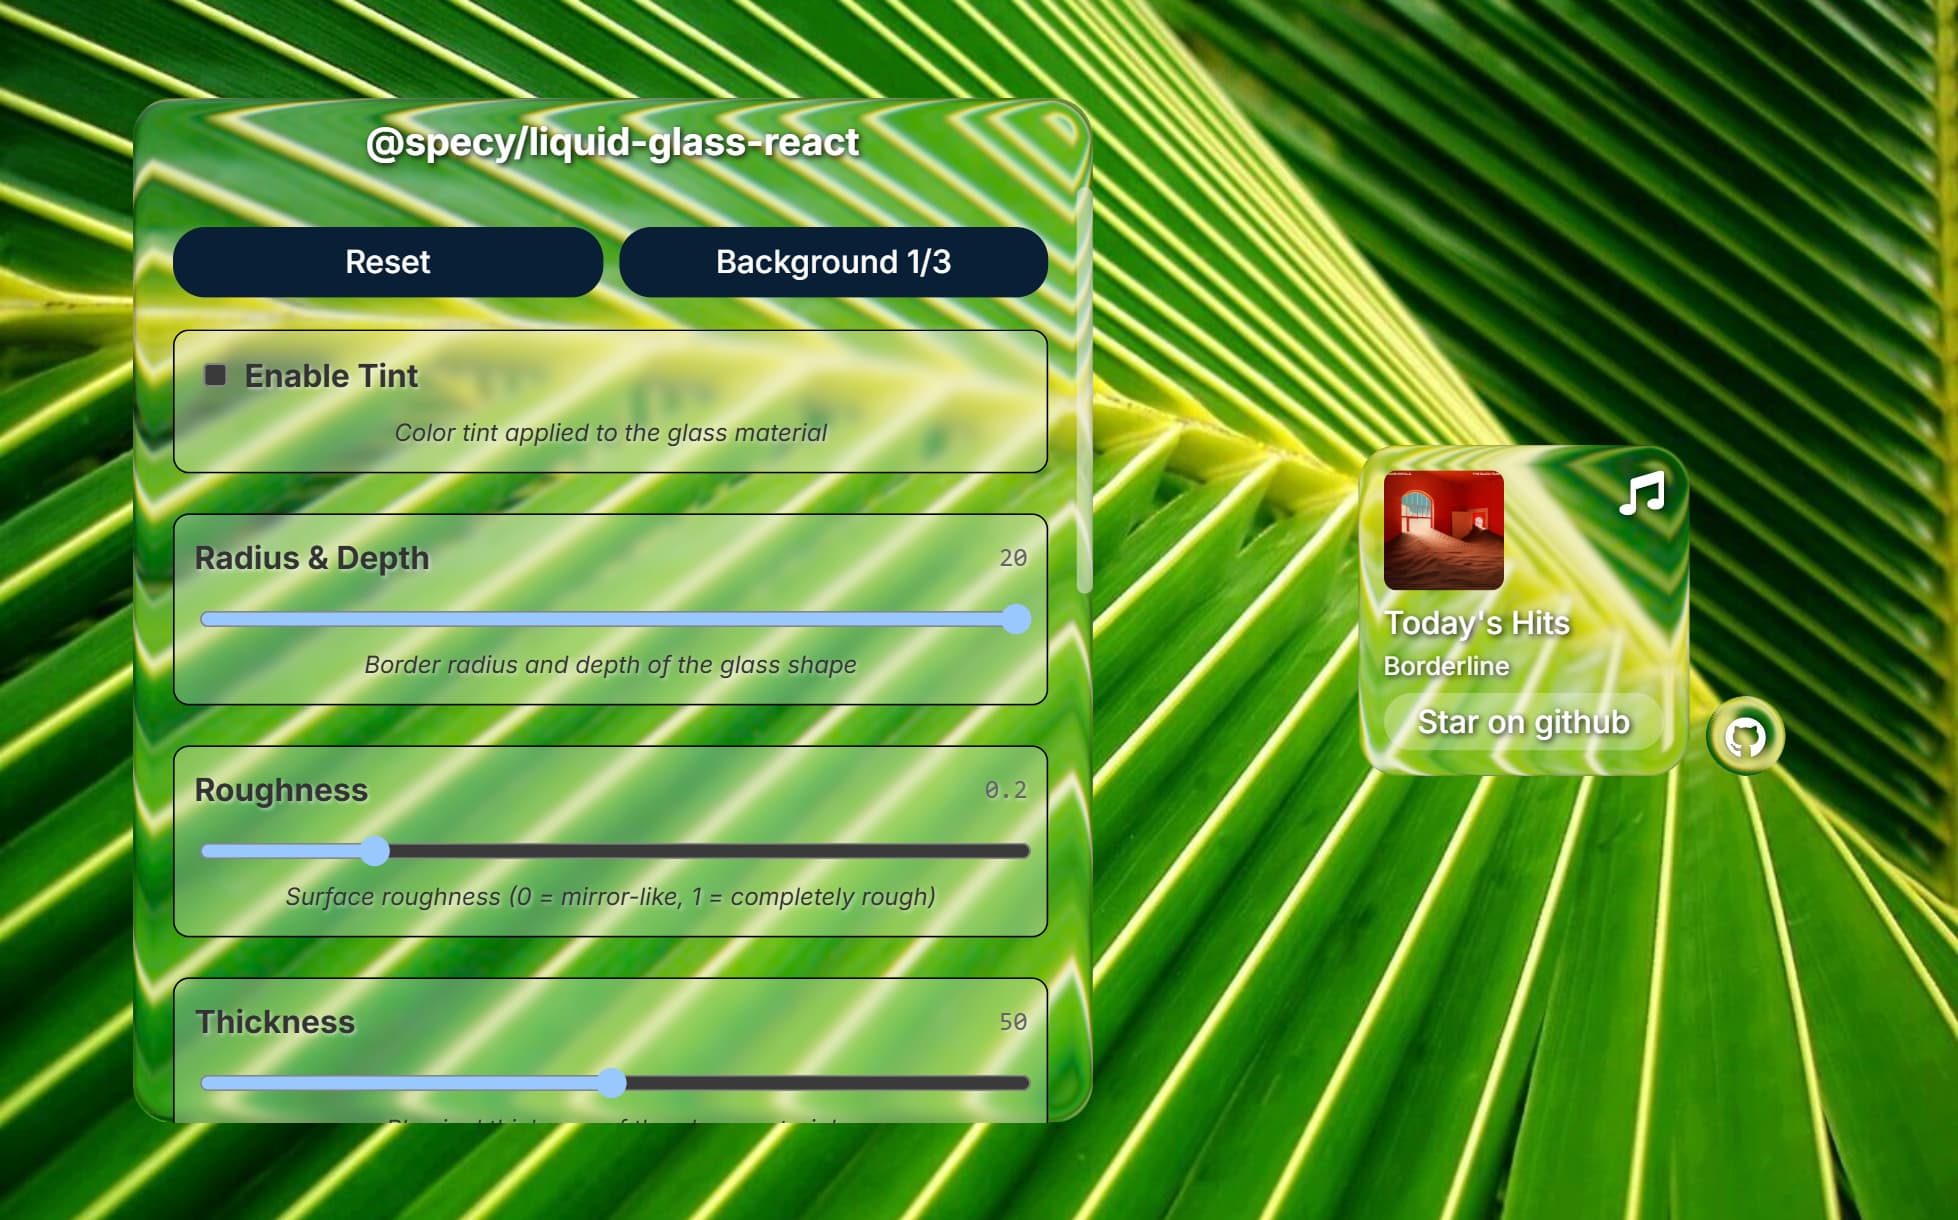 @specy/liquid-glass-react
Reset
Background 1/3
Enable Tint
Color tint applied to the glass material
Radius & Depth
20
Border radius and depth of the glass shape
Roughness
0.2
Surface roughness (0 = mirror-like, 1 = completely rough)
Thickness
50
Today's Hits
Borderline
Star on github